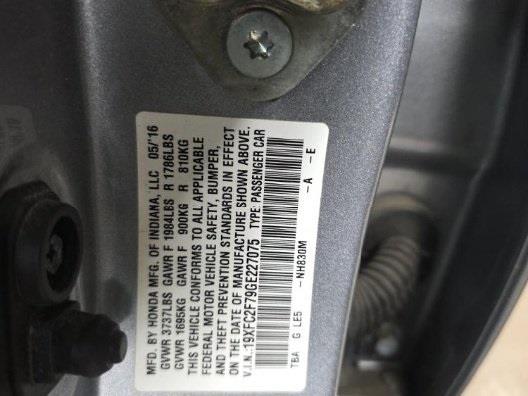 MFD. BY HONDA MFG. OF INDIANA, LLC 05/16
GVWR 3737LBS GAWR F 1984LBS R 1786LBS
GVWR 1695KG GAWR F 900KG R 810KG
THIS VEHICLE CONFORMS TO ALL APPLICABLE
FEDERAL MOTOR VEHICLE SAFETY, BUMPER,
AND THEFT PREVENTION STANDARDS IN EFFECT
ON THE DATE OF MANUFACTURE SHOWN ABOVE.
V.I.N.:19XFC2F79GE227075 TYPE:PASSENGER CAR
TBA G LE5 -NH830M -A -E